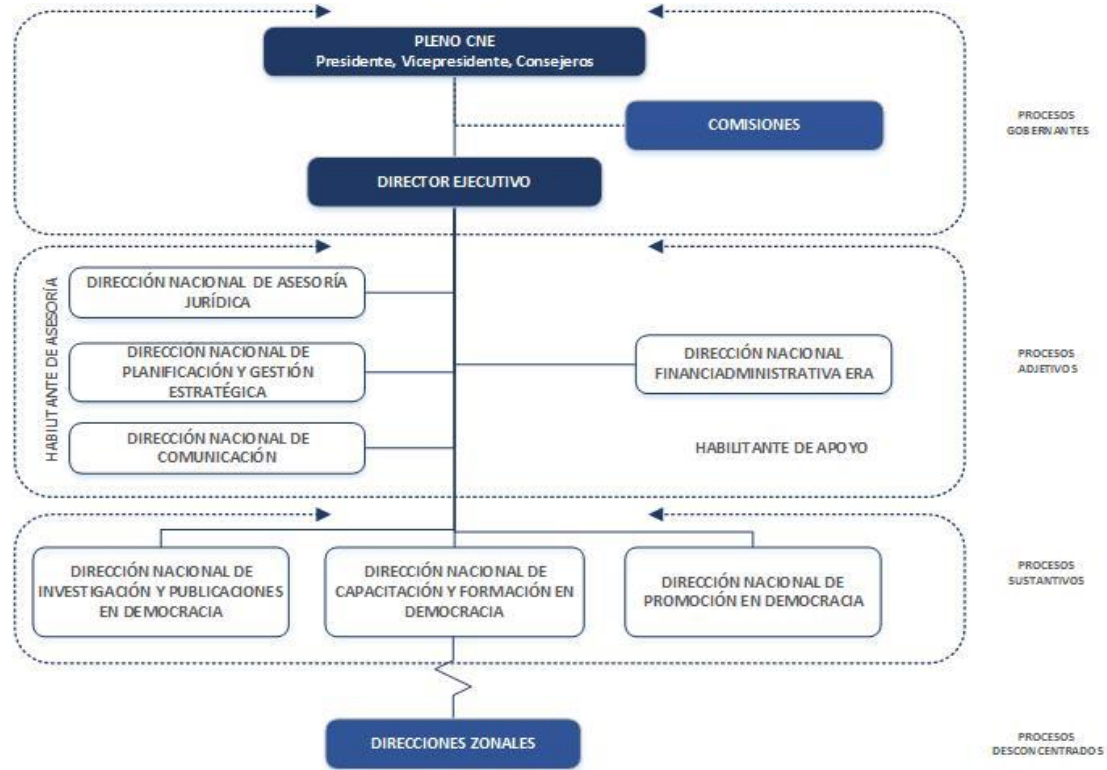 PLENO CNE
Presidente, Vicepresidente, Consejeros
COMISIONES
PROCESOS
GOBERNANTES
DIRECTOR EJECUTIVO
HABILITANTE DE ASESORÍA
DIRECCIÓN NACIONAL DE ASESORÍA
JURÍDICA
DIRECCIÓN NACIONAL DE
PLANIFICACIÓN Y GESTIÓN
ESTRATÉGICA
DIRECCIÓN NACIONAL DE
COMUNICACIÓN
DIRECCIÓN NACIONAL
FINANCIADMINISTRATIVA ERA
HABILITANTE DE APOYO
PROCESOS
ADJETIVOS
DIRECCIÓN NACIONAL DE
INVESTIGACIÓN Y PUBLICACIONES
EN DEMOCRACIA
DIRECCIÓN NACIONAL DE
CAPACITACIÓN Y FORMACIÓN EN
DEMOCRACIA
DIRECCIÓN NACIONAL DE
PROMOCIÓN EN DEMOCRACIA
PROCESOS
SUSTANTIVOS
DIRECCIONES ZONALES
PROCESOS
DESCONCENTRADOS